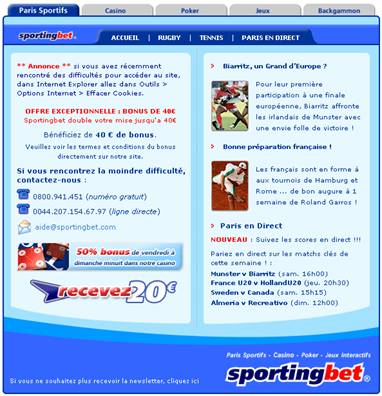 Paris Sportifs
Casino
Poker
Jeux
Backgammon
sportingbet
ACCUEIL | RUGBY | TENNIS | PARIS EN DIRECT
** Annonce ** si vous avez récemment
rencontré des difficultés pour accéder au site,
dans Internet Explorer allez dans Outils >
Options Internet > Effacer Cookies.
OFFRE EXCEPTIONELLE : BONUS DE 40€
Sportingbet double votre mise jusqu'a 40€
Bénéficiez de 40 € de bonus.
Veuillez voir les termes et conditions du bonus
directement sur notre site.
Si vous rencontrez la moindre difficulté,
contactez-nous :
0800.941.451 (numéro gratuit)
0044.207.154.67.97 (ligne directe)
aide@sportingbet.com
50% bonus de vendredi à
dimanche minuit dans notre casino
recevez 20€
Biarritz, un Grand d'Europe ?
Pour leur première
participation à une finale
européenne, Biarritz affronte
les irlandais de Munster avec
une envie folle de victoire !
Bonne préparation française !
Les français sont en forme à
aux tournois de Hamburg et
Rome ... de bon augure à 1
semaine de Roland Garros !
Paris en Direct
NOUVEAU : Suivez les scores en direct !!!
Pariez en direct sur les matchs clés de
cette semaine ! :
Munster v Biarritz (sam. 16h00)
France U20 v HollandU20 (jeu. 20h30)
Sweden v Canada (sam. 15h15)
Almeria v Recreativo (dim. 12h00)
Paris Sportifs - Casino - Poker - Jeux Interactifs
sportingbet®
Si vous ne souhaitez plus recevoir la newsletter, cliquez ici